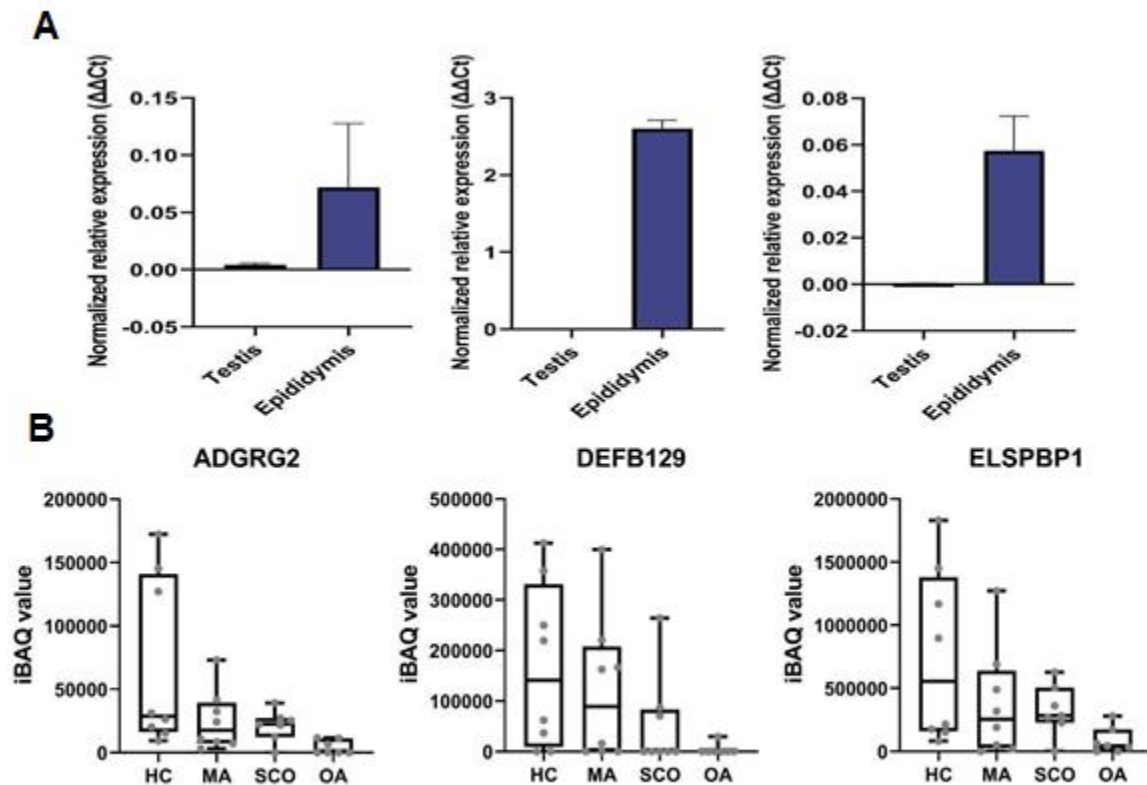 A
Normalized relative expression (ΔΔCt)
0.15
0.10
0.05
0.00
-0.05
Testis
Epididymis
Normalized relative expression (ΔΔCt)
3
2
1
0
Testis
Epididymis
Normalized relative expression (ΔΔCt)
0.08
0.06
0.04
0.02
0.00
-0.02
Testis
Epididymis
B
ADGRG2
iBAQ value
200000
150000
100000
50000
0
HC MA SCO OA
DEFB129
iBAQ value
500000
400000
300000
200000
100000
0
HC MA SCO OA
ELSPBP1
iBAQ value
2000000
1500000
1000000
500000
0
HC MA SCO OA